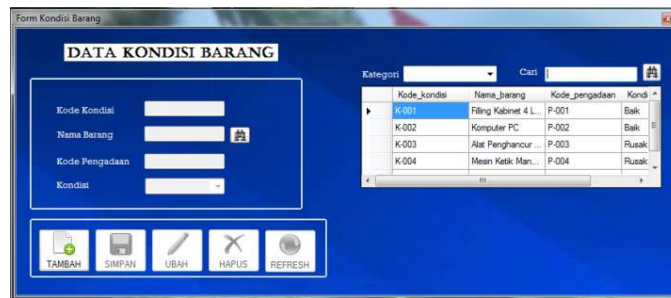 Form Kondisi Barang
DATA KONDISI BARANG
Kode Kondisi
Nama Barang
Kode Pengadaan
Kondisi
TAMBAH SIMPAN UBAH HAPUS REFRESH
Kategori Cari
Kode_kondisi Nama_barang Kode_pengadaan Kondi
K-001 Filling Kabinet 4 L... P-001 Baik
K-002 Komputer PC P-002 Baik
K-003 Alat Penghancur ... P-003 Rusak
K-004 Mesin Ketik Man... P-004 Rusak